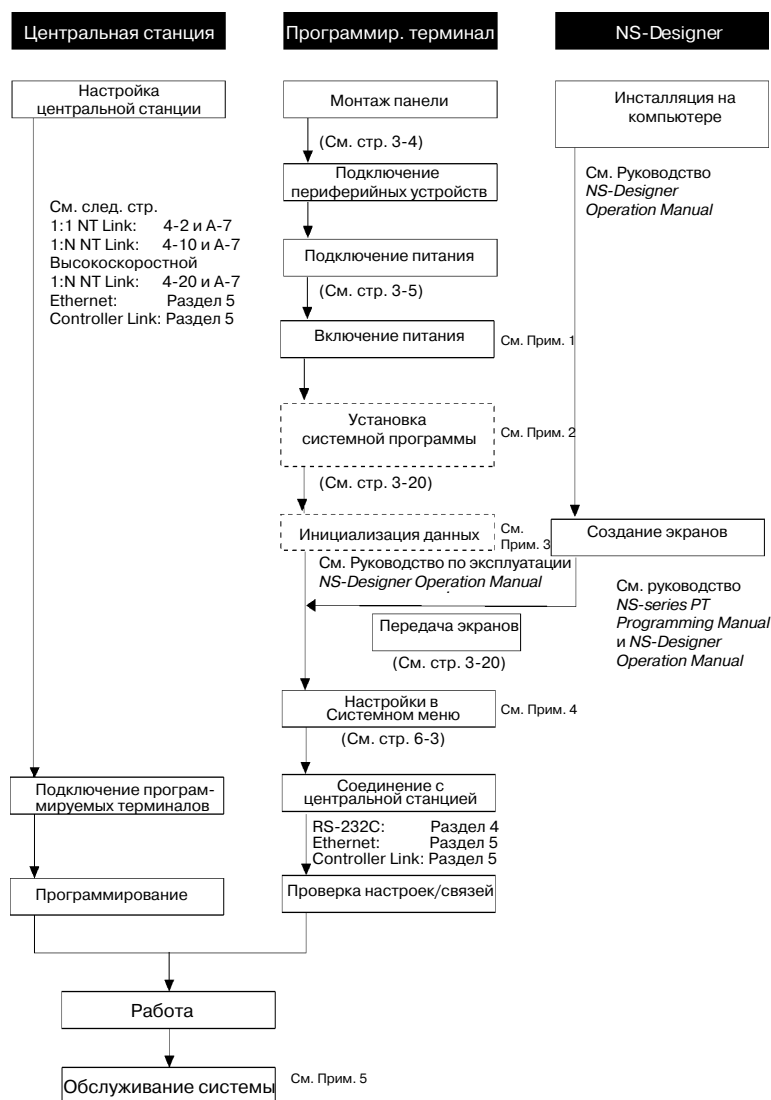 Центральная станция
Программир. терминал
NS-Designer
Настройка
центральной станции
Монтаж панели
Инсталляция на
компьютере
(См. стр. 3-4)
Подключение
периферийных устройств
См. Руководство
NS-Designer
Operation Manual
См. след. стр.
1:1 NT Link: 4-2 и A-7
1:N NT Link: 4-10 и A-7
Высокоскоростной
1:N NT Link: 4-20 и A-7
Ethernet: Раздел 5
Controller Link: Раздел 5
Подключение питания
(См. стр. 3-5)
Включение питания
См. Прим. 1
Установка
системной программы
См. Прим. 2
(См. стр. 3-20)
Инициализация данных
См.
Прим. 3
Создание экранов
См. Руководство по эксплуатации
NS-Designer Operation Manual
См. руководство
NS-series PT
Programming Manual
и NS-Designer
Operation Manual
Передача экранов
(См. стр. 3-20)
Настройки в
Системном меню
См. Прим. 4
(См. стр. 6-3)
Подключение програм-
мируемых терминалов
Соединение с
центральной станцией
RS-232C: Раздел 4
Ethernet: Раздел 5
Controller Link: Раздел 5
Программирование
Проверка настроек/связей
Работа
Обслуживание системы
См. Прим. 5